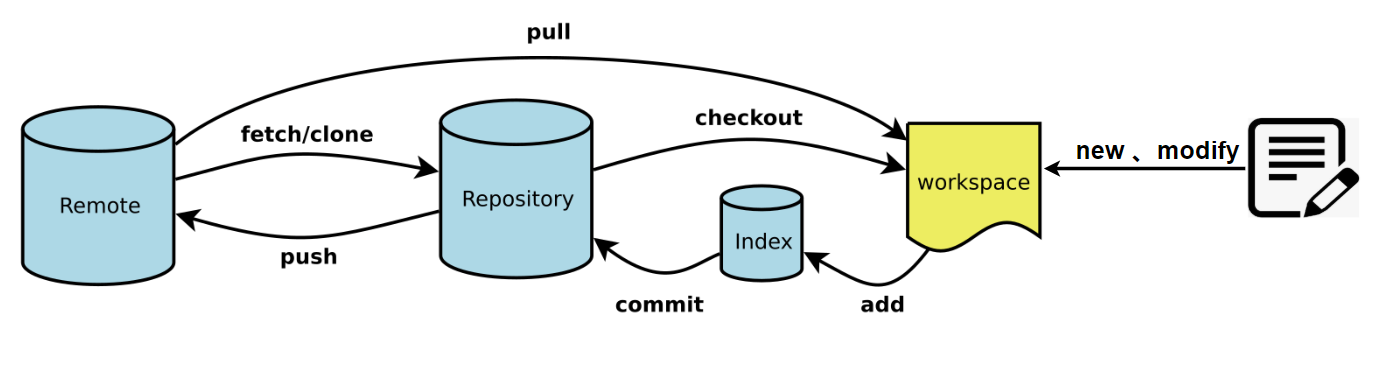 pull
fetch/clone
checkout
new 、modify
Remote
Repository
workspace
Index
push
commit
add